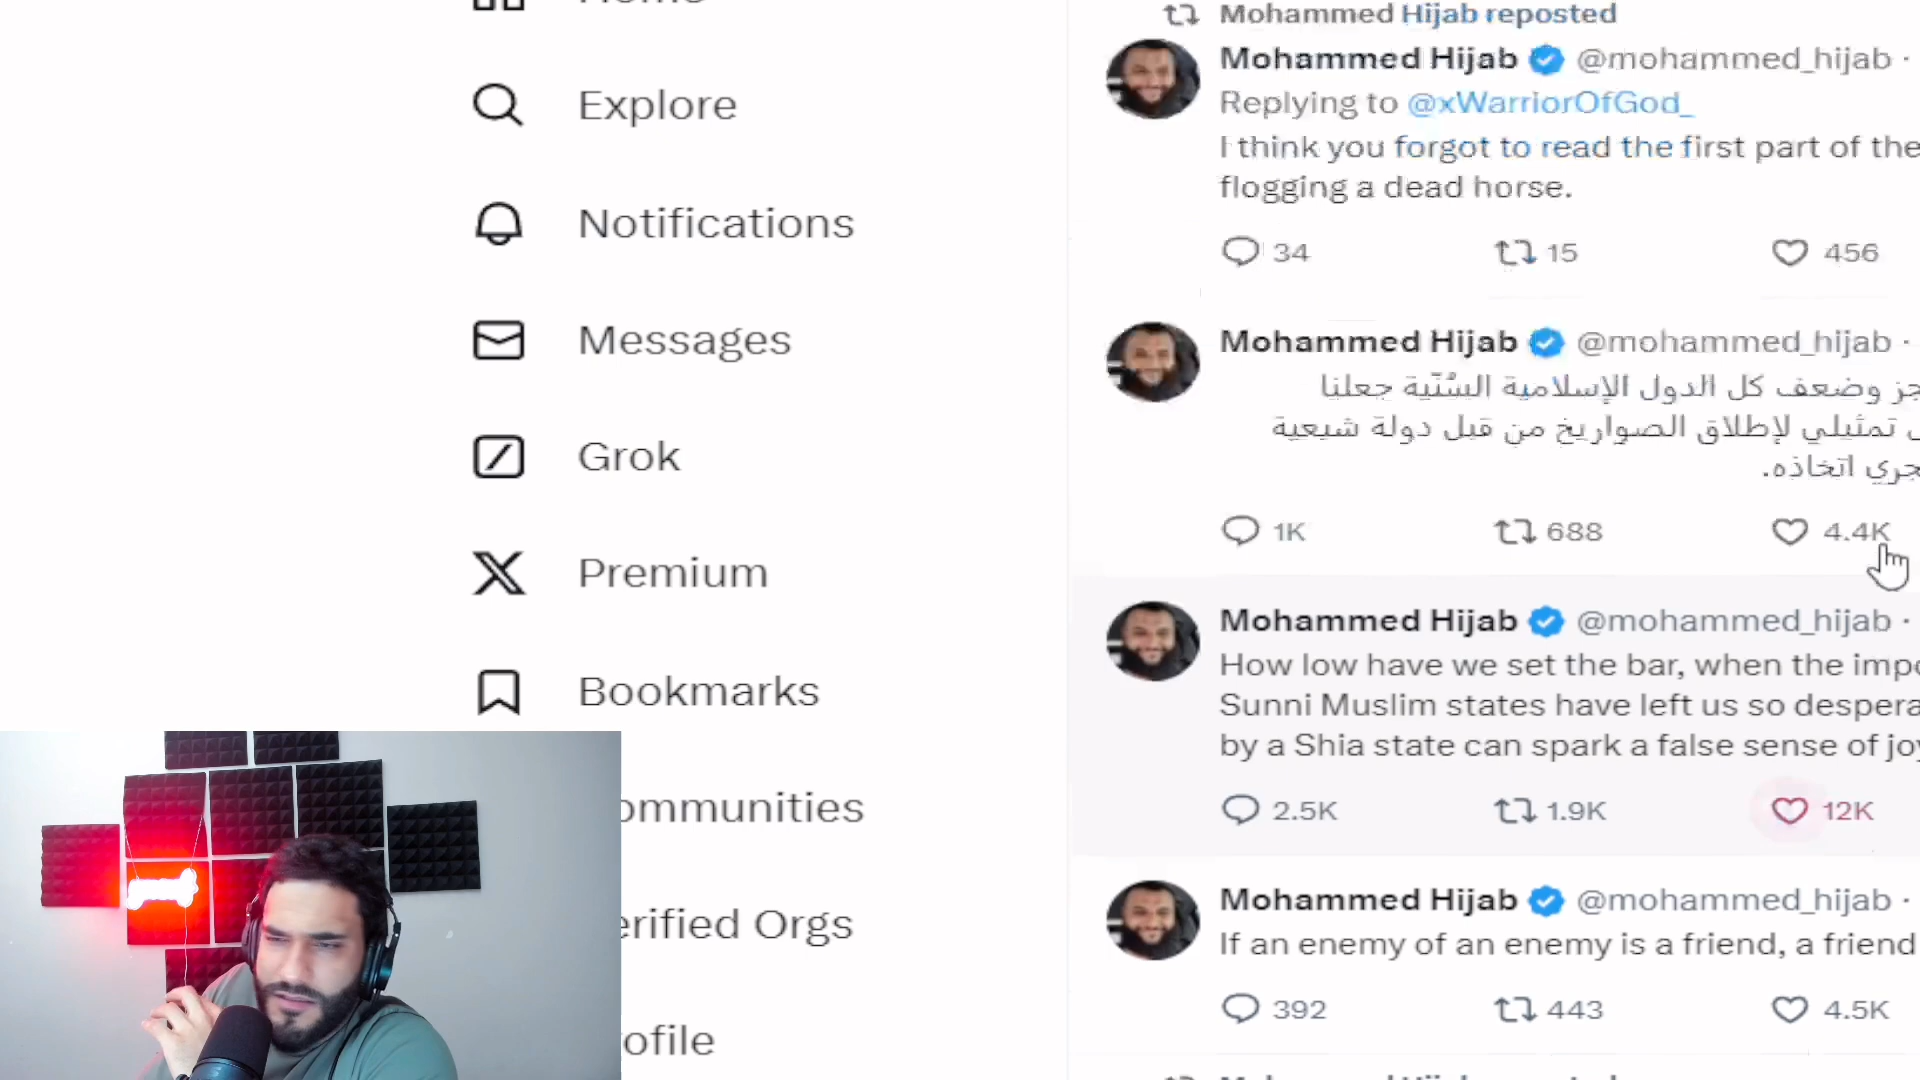 Home
Explore
Notifications
Messages
Grok
Premium
Bookmarks
ommunities
erified Orgs
ofile
Mohammed Hijab reposted
Mohammed Hijab @mohammed_hijab ·
Replying to @xWarriorOfGod_
I think you forgot to read the first part of the
flogging a dead horse.
34 15 456
Mohammed Hijab @mohammed_hijab ·
جز وضعف كل الدول الإسلامية السُنّية جعلنا
تمثيلي لإطلاق الصواريخ من قبل دولة شيعية
جري اتخاذه.
1K 688 4.4K
Mohammed Hijab @mohammed_hijab ·
How low have we set the bar, when the impo
Sunni Muslim states have left us so despera
by a Shia state can spark a false sense of joy
2.5K 1.9K 12K
Mohammed Hijab @mohammed_hijab ·
If an enemy of an enemy is a friend, a friend
392 443 4.5K